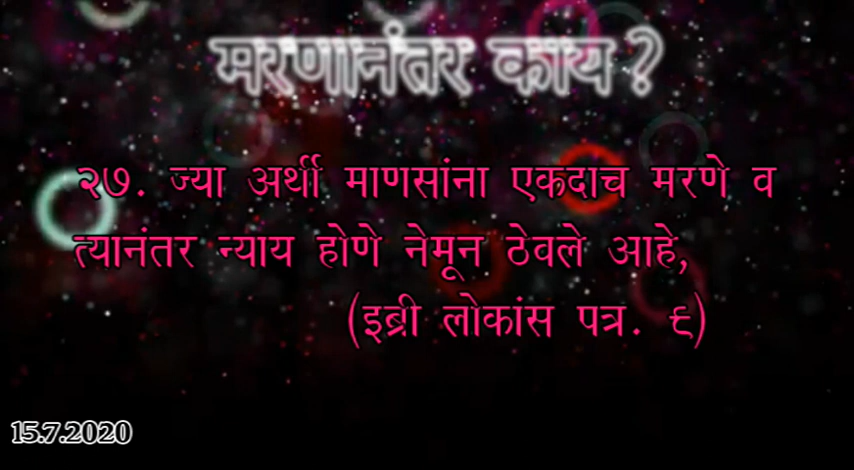 मरणानंतर काय ?
२७. ज्या अर्थी माणसांना एकदाच मरणे व
त्यानंतर न्याय होणे नेमून ठेवले आहे,
(इब्री लोकांस पत्र. ९)
15.7.2020